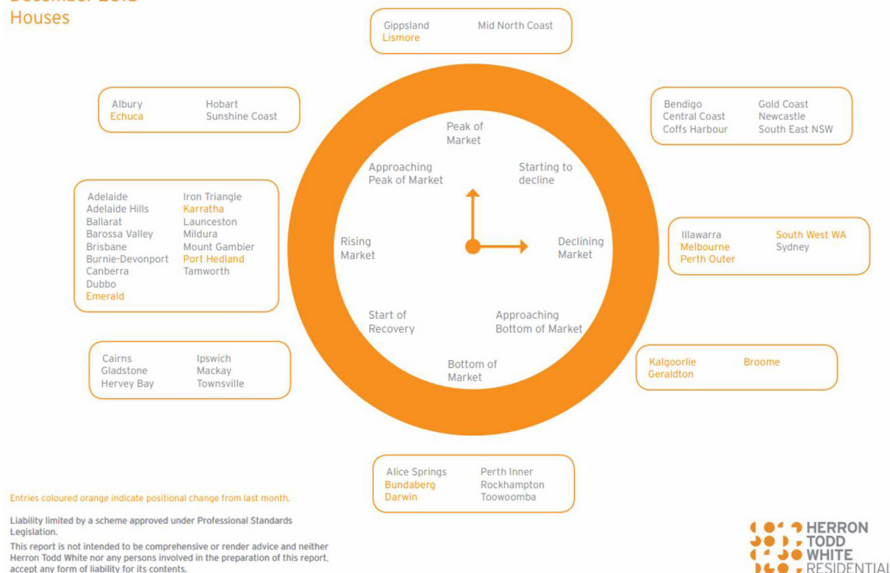 Houses
Gippsland
Lismore
Mid North Coast
Albury
Echuca
Hobart
Sunshine Coast
Bendigo
Central Coast
Coffs Harbour
Gold Coast
Newcastle
South East NSW
Peak of
Market
Approaching
Peak of Market
Starting to
decline
Rising
Market
Declining
Market
Start of
Recovery
Approaching
Bottom of Market
Bottom of
Market
Adelaide
Adelaide Hills
Ballarat
Barossa Valley
Brisbane
Burnie-Devonport
Canberra
Dubbo
Emerald
Iron Triangle
Karratha
Launceston
Mildura
Mount Gambier
Port Hedland
Tamworth
Illawarra
Melbourne
Perth Outer
South West WA
Sydney
Cairns
Gladstone
Hervey Bay
Ipswich
Mackay
Townsville
Kalgoorlie
Geraldton
Broome
Alice Springs
Bundaberg
Darwin
Perth Inner
Rockhampton
Toowoomba
Entries coloured orange indicate positional change from last month.
Liability limited by a scheme approved under Professional Standards
Legislation.
This report is not intended to be comprehensive or render advice and neither
Herron Todd White nor any persons involved in the preparation of this report,
accept any form of liability for its contents.
HERRON
TODD
WHITE
RESIDENTIAL